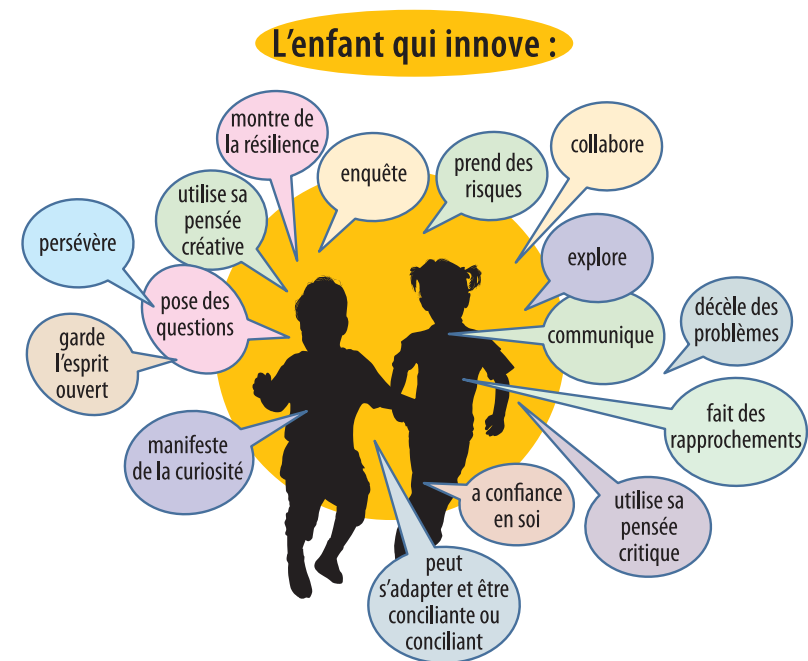 L'enfant qui innove :
montre de
la résilience
enquête
prend des
risques
collabore
utilise sa
pensée
créative
persévère
explore
pose des
questions
communique
décèle des
problèmes
garde
l'esprit
ouvert
fait des
rapprochements
manifeste
de la curiosité
a confiance
en soi
utilise sa
pensée
critique
peut
s'adapter et être
conciliante ou
conciliant